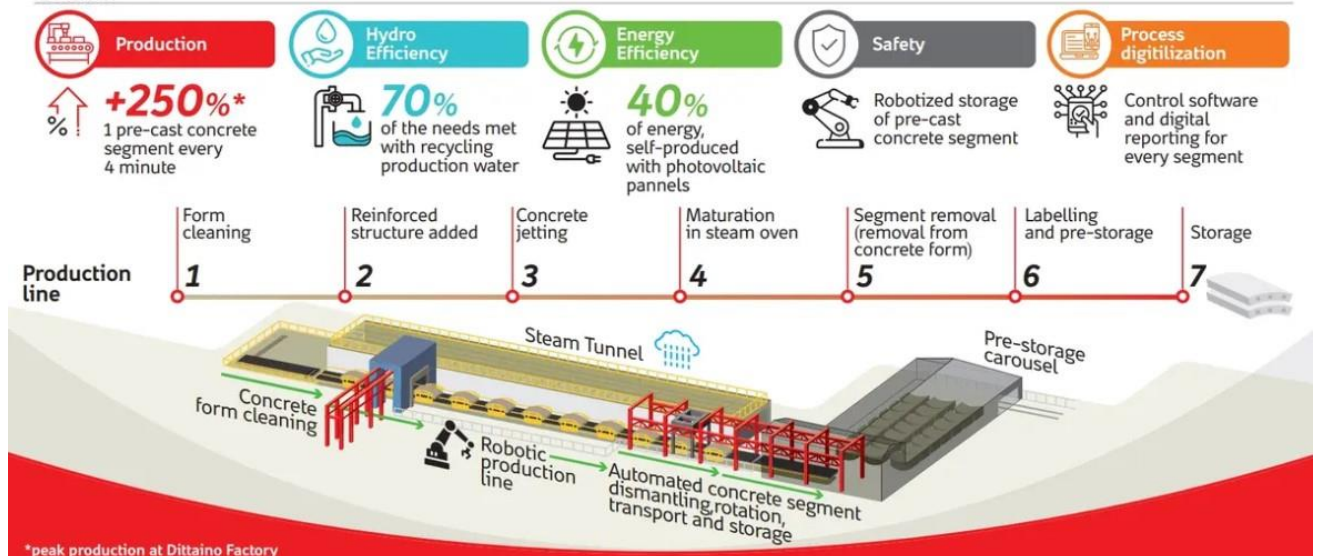 Production
Hydro
Efficiency
Energy
Efficiency
Safety
Process
digitilization
%
+250%*
1 pre-cast concrete
segment every
4 minute
70%
of the needs met
with recycling
production water
40%
of energy,
self-produced
with photovoltaic
pannels
Robotized storage
of pre-cast
concrete segment
Control software
and digital
reporting for
every segment
Production
line
Form
cleaning
1
Reinforced
structure added
2
Concrete
jetting
3
Maturation
in steam oven
4
Segment removal
(removal from
concrete form)
5
Labelling
and pre-storage
6
Storage
7
Steam Tunnel
Pre-storage
carousel
Concrete
form cleaning
Robotic
production
line
Automated concrete segment
dismantling,rotation,
transport and storage
*peak production at Dittaino Factory